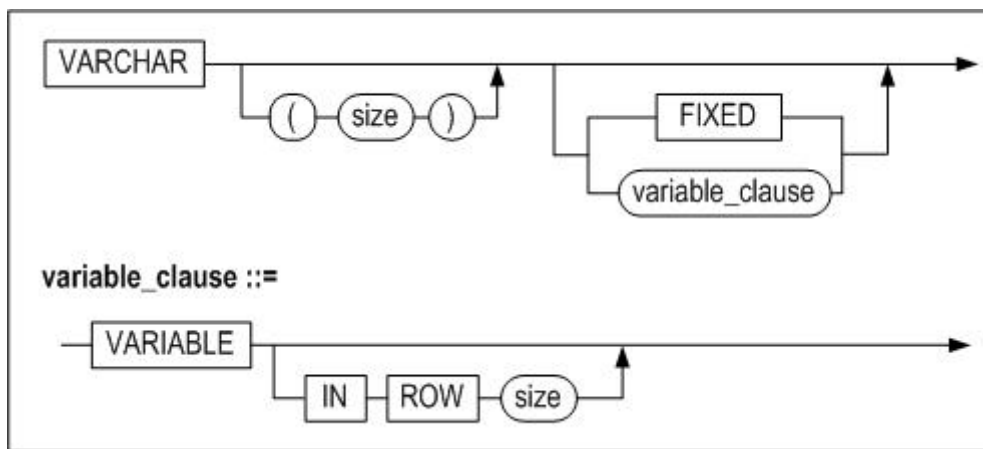 VARCHAR
( size ) FIXED
variable_clause
variable_clause ::=
VARIABLE
IN ROW size